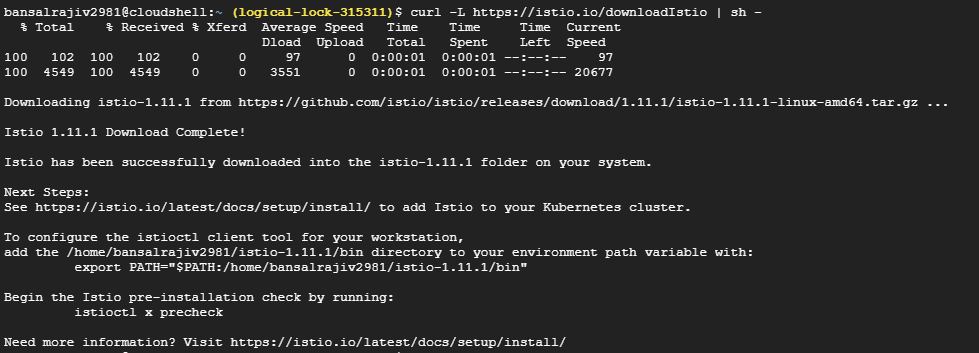 bansalrajiv2981@cloudshell:~ (logical-lock-315311)$ curl -L https://istio.io/downloadIstio | sh -
% Total % Received % Xferd Average Speed Time Time Time Current
Dload Upload Total Spent Left Speed
100 102 100 102 0 0 97 0 0:00:01 0:00:01 --:--:-- 97
100 4549 100 4549 0 0 3551 0 0:00:01 0:00:01 --:--:-- 20677
Downloading istio-1.11.1 from https://github.com/istio/istio/releases/download/1.11.1/istio-1.11.1-linux-amd64.tar.gz ...
Istio 1.11.1 Download Complete!
Istio has been successfully downloaded into the istio-1.11.1 folder on your system.
Next Steps:
See https://istio.io/latest/docs/setup/install/ to add Istio to your Kubernetes cluster.
To configure the istioctl client tool for your workstation,
add the /home/bansalrajiv2981/istio-1.11.1/bin directory to your environment path variable with:
export PATH="$PATH:/home/bansalrajiv2981/istio-1.11.1/bin"
Begin the Istio pre-installation check by running:
istioctl x precheck
Need more information? Visit https://istio.io/latest/docs/setup/install/